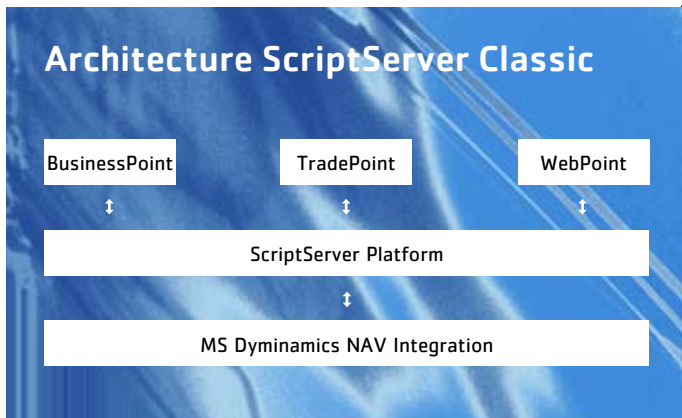 Architecture ScriptServer Classic
BusinessPoint
TradePoint
WebPoint
ScriptServer Platform
MS Dyminamics NAV Integration